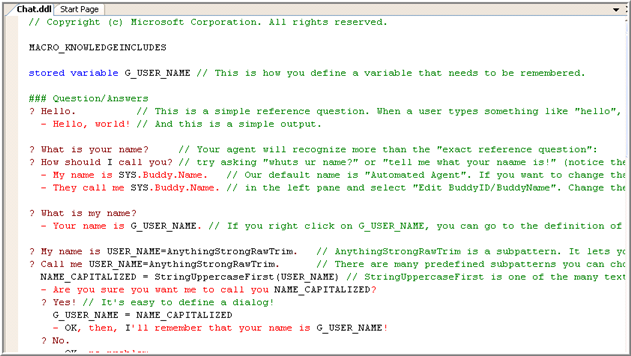 Chat.ddl Start Page
// Copyright (c) Microsoft Corporation. All rights reserved.
MACRO_KNOWLEDGEINCLUDES
stored variable G_USER_NAME // This is how you define a variable that needs to be remembered.
### Question/Answers
? Hello. // This is a simple reference question. When a user types something like "hello",
- Hello, world! // And this is a simple output.
? What is your name? // Your agent will recognize more than the "exact reference question":
? How should I call you? // try asking "whuts ur name?" or "tell me what your naame is!" (notice the
- My name is SYS.Buddy.Name. // Our default name is "Automated Agent". If you want to change the
- They call me SYS.Buddy.Name. // in the left pane and select "Edit BuddyID/BuddyName". Change the
? What is my name?
- Your name is G_USER_NAME. // If you right click on G_USER_NAME, you can go to the definition of
? My name is USER_NAME=AnythingStrongRawTrim. // AnythingStrongRawTrim is a subpattern. It lets yo
? Call me USER_NAME=AnythingStrongRawTrim. // There are many predefined subpatterns you can cho
NAME_CAPITALIZED = StringUppercaseFirst(USER_NAME) // StringUppercaseFirst is one of the many text
- Are you sure you want me to call you NAME_CAPITALIZED?
? Yes! // It's easy to define a dialog!
G_USER_NAME = NAME_CAPITALIZED
- OK, then, I'll remember that your name is G_USER_NAME!
? No.